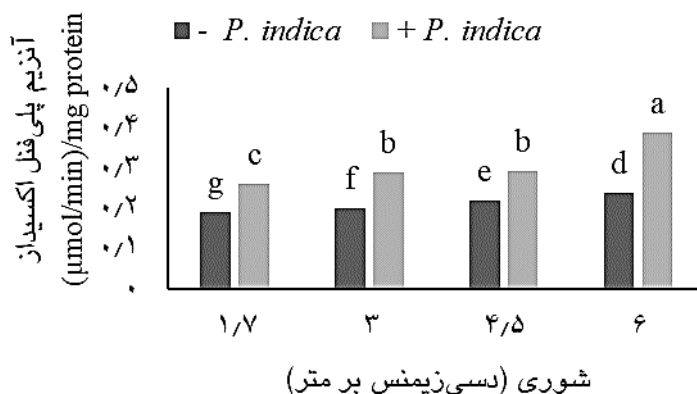 - P. indica + P. indica
آنزیم پلی‌فنل اکسیداز
(µmol/min)/mg protein
۰/۵
۰/۴
۰/۳
۰/۲
۰/۱
۰
g c f b e b d a
۱/۷ ۳ ۴/۵ ۶
شوری (دسی‌زیمنس بر متر)